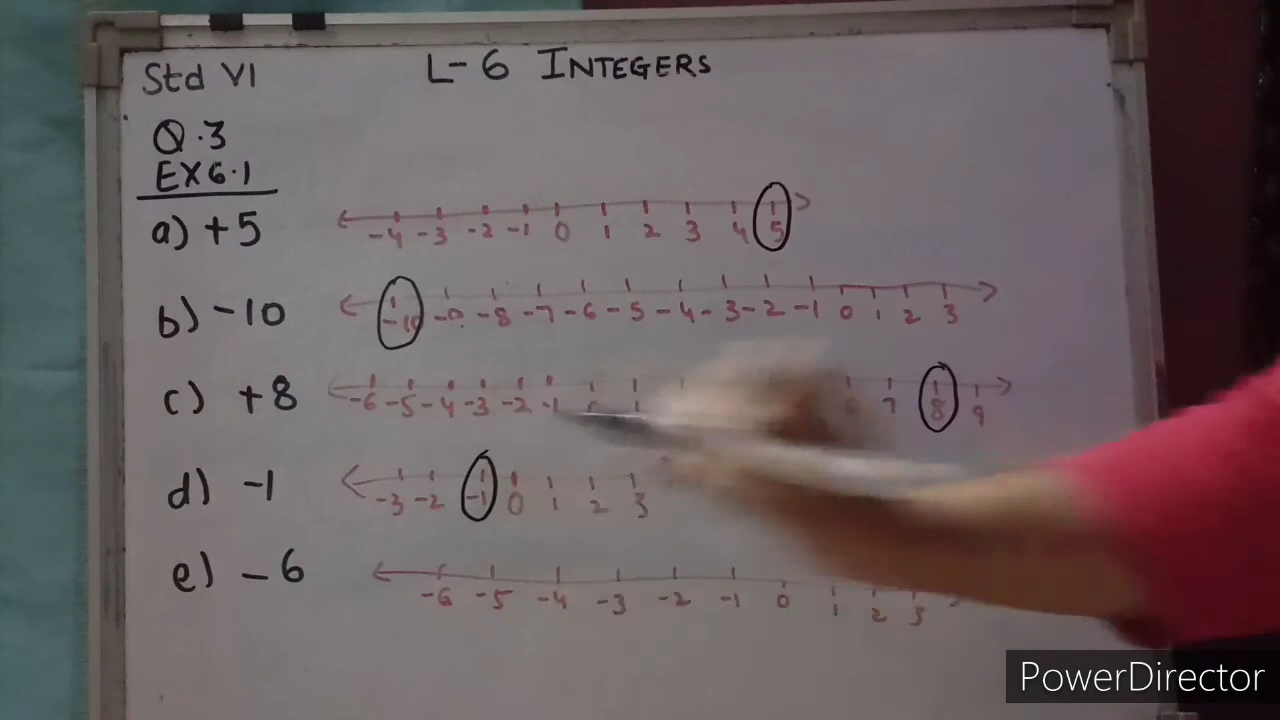 Std VI L-6 INTEGERS
Q.3
EX 6.1
a) +5 -4 -3 -2 -1 0 1 2 3 4 5
b) -10 -10 -9 -8 -7 -6 -5 -4 -3 -2 -1 0 1 2 3
c) +8 -6 -5 -4 -3 -2 -1 7 8 9
d) -1 -3 -2 -1 0 1 2 3
e) -6 -6 -5 -4 -3 -2 -1 0 1 2 3
PowerDirector